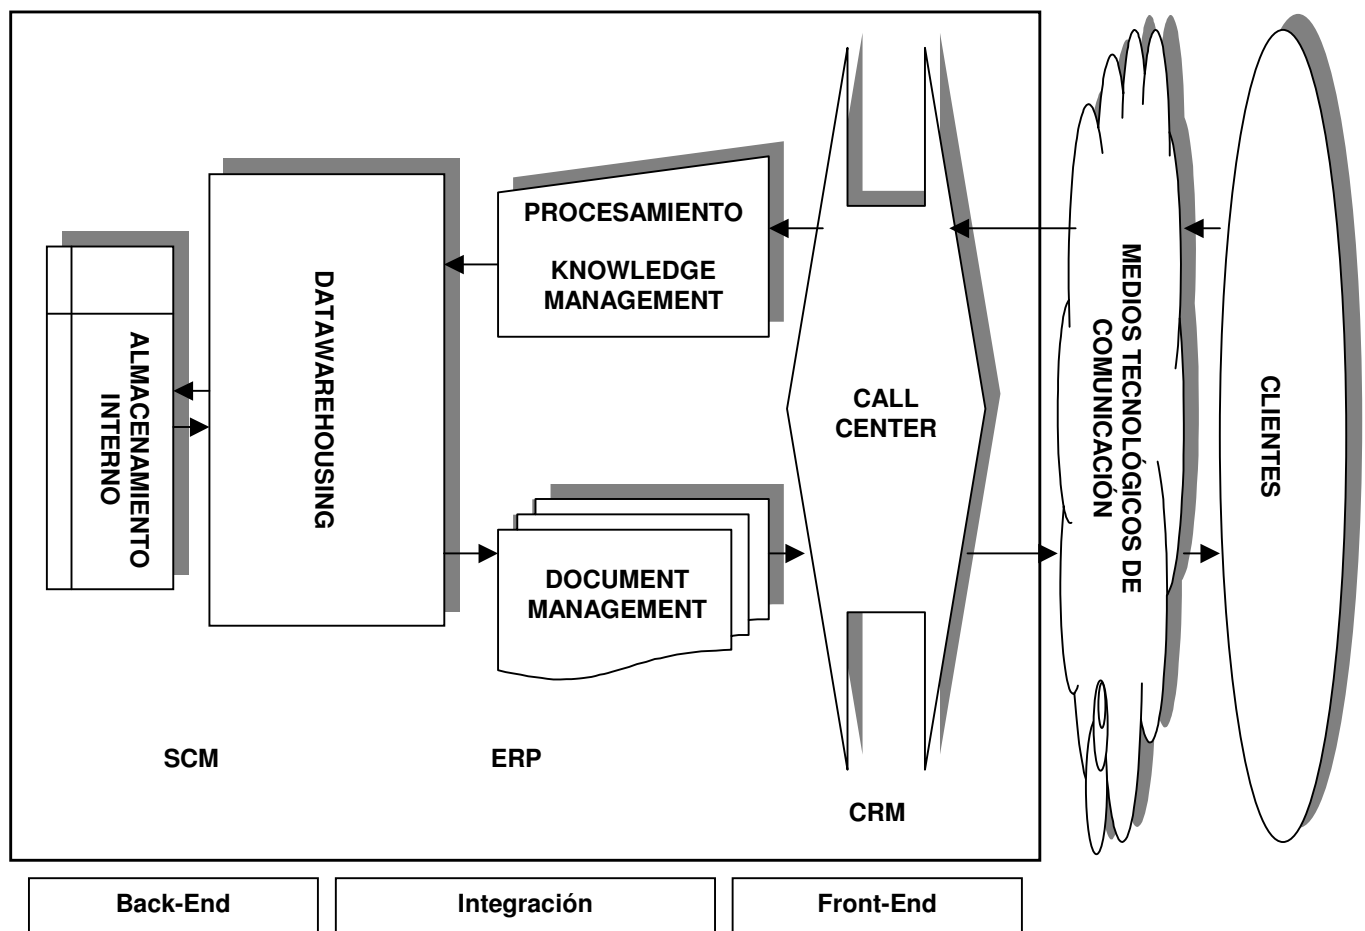 PROCESAMIENTO
KNOWLEDGE
MANAGEMENT
DATAWAREHOUSING
ALMACENAMIENTO
INTERNO
CALL
CENTER
MEDIOS TECNOLÓGICOS DE
COMUNICACIÓN
CLIENTES
DOCUMENT
MANAGEMENT
SCM
ERP
CRM
Back-End
Integración
Front-End